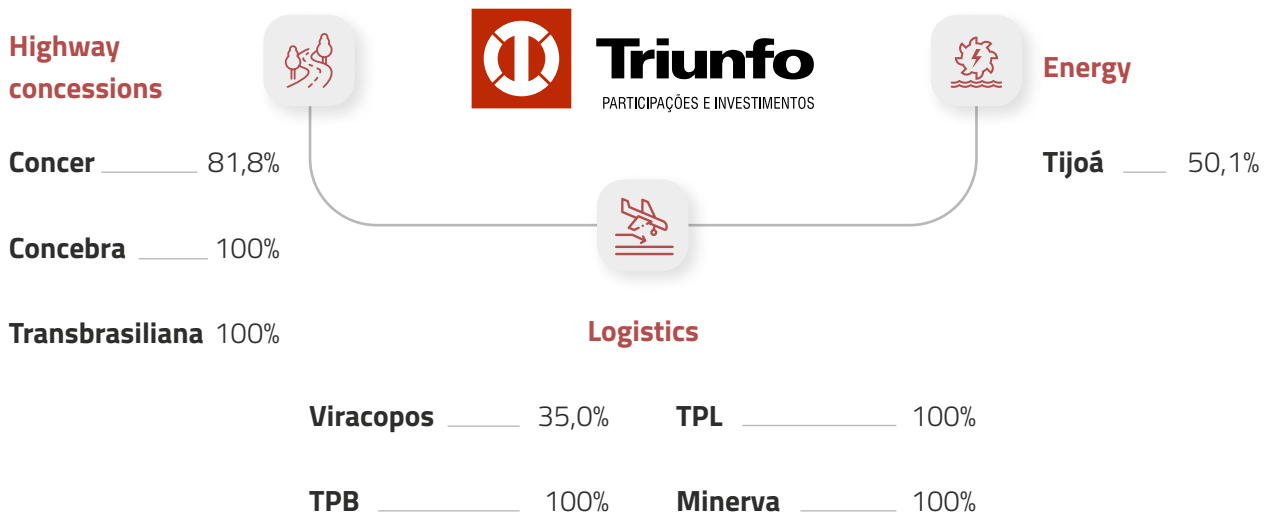 Highway
concessions
Triunfo
PARTICIPAÇÕES E INVESTIMENTOS
Energy
Concer 81,8%
Concebra 100%
Transbrasiliana 100%
Tijoá 50,1%
Logistics
Viracopos 35,0%
TPL 100%
TPB 100%
Minerva 100%